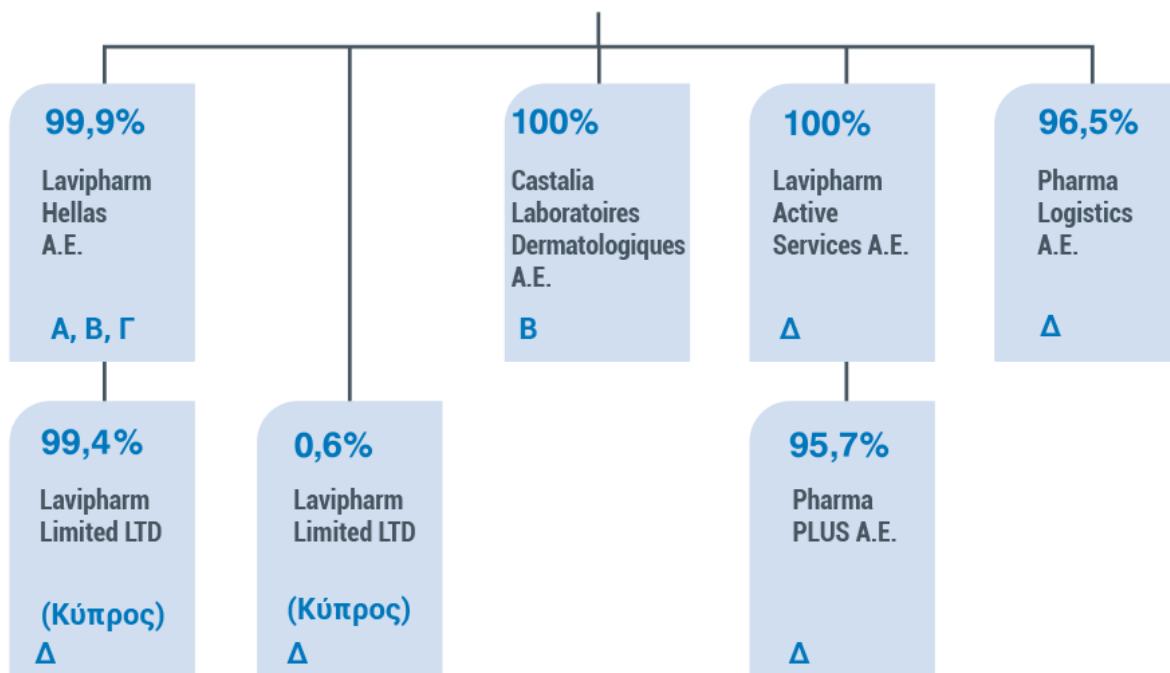 99,9%
Lavipharm
Hellas
A.E.
Α, Β, Γ
100%
Castalia
Laboratoires
Dermatologiques
A.E.
Β
100%
Lavipharm
Active
Services A.E.
Δ
96,5%
Pharma
Logistics
A.E.
Δ
99,4%
Lavipharm
Limited LTD
(Κύπρος)
Δ
0,6%
Lavipharm
Limited LTD
(Κύπρος)
Δ
95,7%
Pharma
PLUS A.E.
Δ